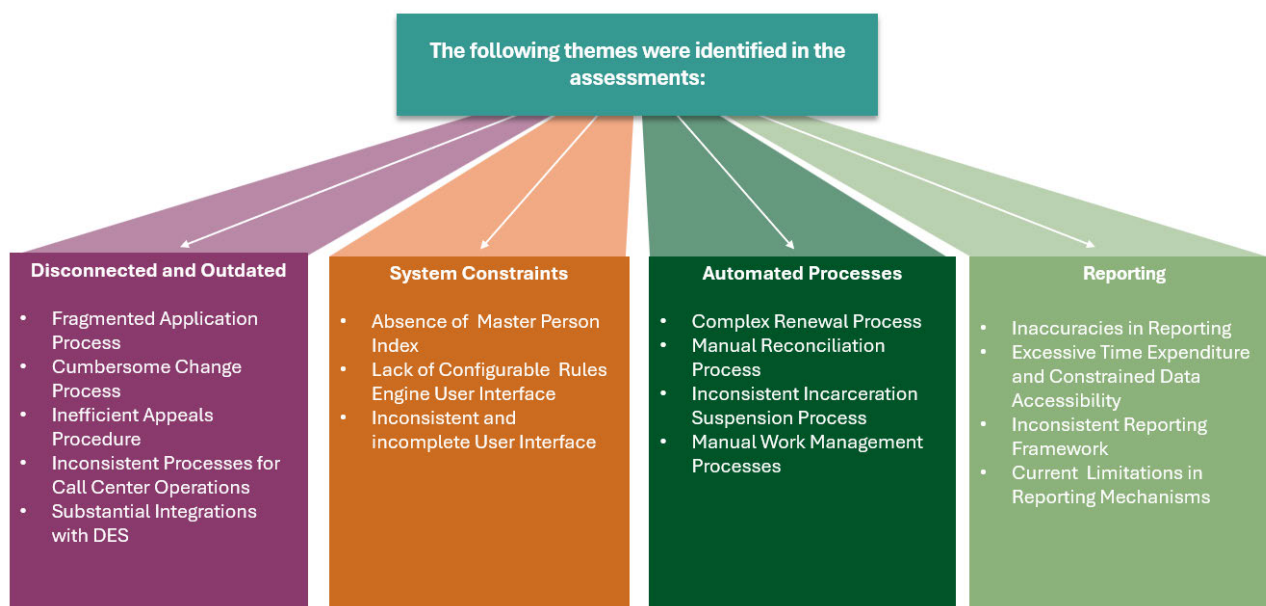 The following themes were identified in the
assessments:
Disconnected and Outdated
• Fragmented Application
Process
• Cumbersome Change
Process
• Inefficient Appeals
Procedure
• Inconsistent Processes for
Call Center Operations
• Substantial Integrations
with DES
System Constraints
• Absence of Master Person
Index
• Lack of Configurable Rules
Engine User Interface
• Inconsistent and
incomplete User Interface
Automated Processes
• Complex Renewal Process
• Manual Reconciliation
Process
• Inconsistent Incarceration
Suspension Process
• Manual Work Management
Processes
Reporting
• Inaccuracies in Reporting
• Excessive Time Expenditure
and Constrained Data
Accessibility
• Inconsistent Reporting
Framework
• Current Limitations in
Reporting Mechanisms